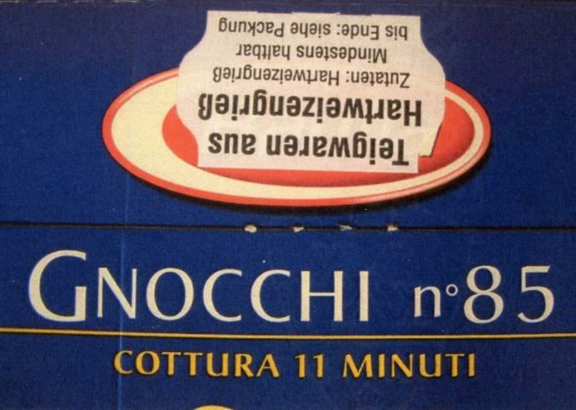 Teigwaren aus
Hartweizengrieß
Zutaten: Hartweizengrieß
Mindestens haltbar
bis Ende: siehe Packung
GNOCCHI n°85
COTTURA 11 MINUTI